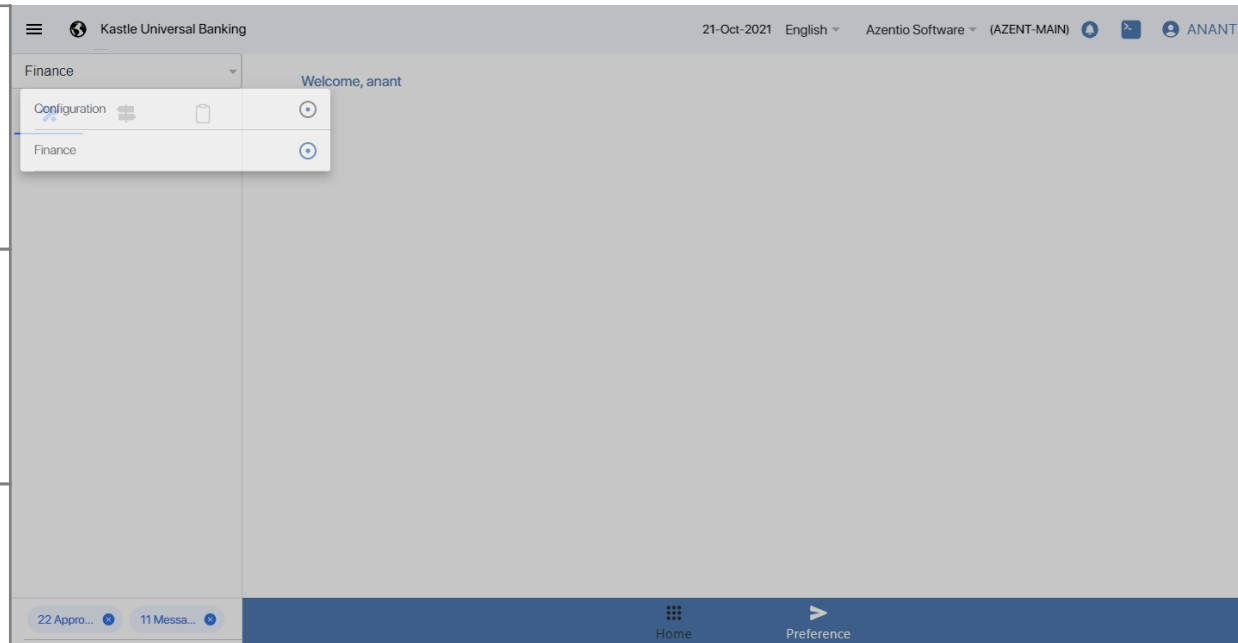 Kastle Universal Banking
21-Oct-2021 English Azentio Software (AZENT-MAIN) ANANT
Finance
Welcome, anant
Configuration
Finance
22 Appro... 11 Messa...
Home Preference